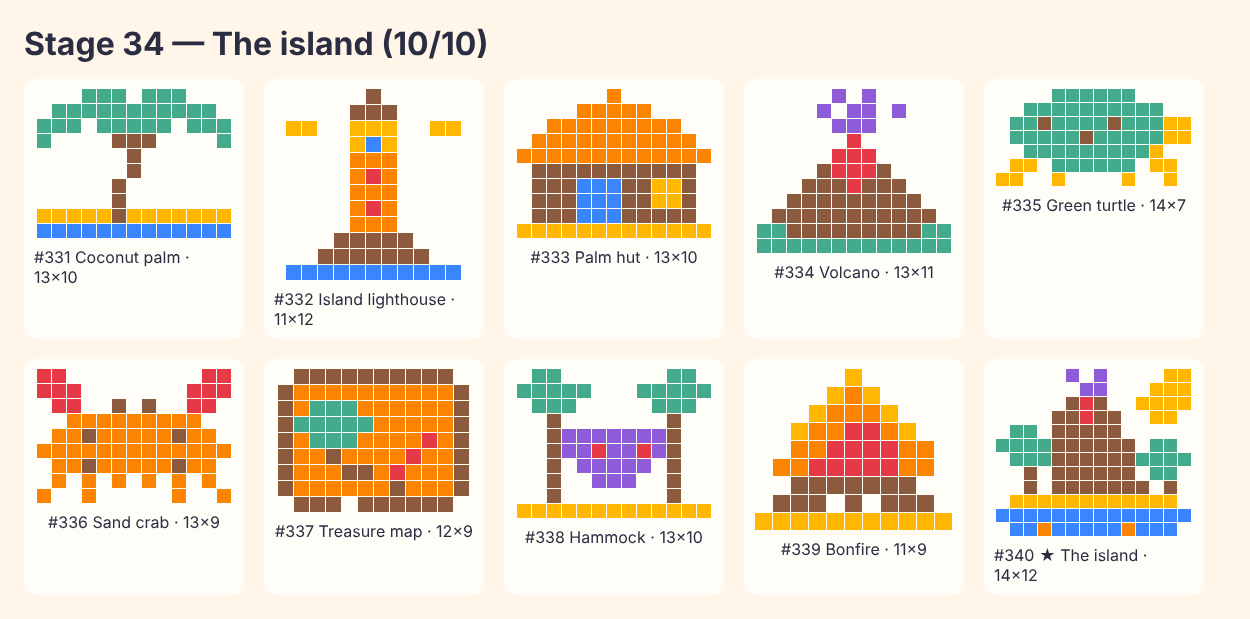 Stage 34 — The island (10/10)
#331 Coconut palm ·
13×10
#332 Island lighthouse ·
11×12
#333 Palm hut · 13×10
#334 Volcano · 13×11
#335 Green turtle · 14×7
#336 Sand crab · 13×9
#337 Treasure map · 12×9
#338 Hammock · 13×10
#339 Bonfire · 11×9
#340 ★ The island ·
14×12